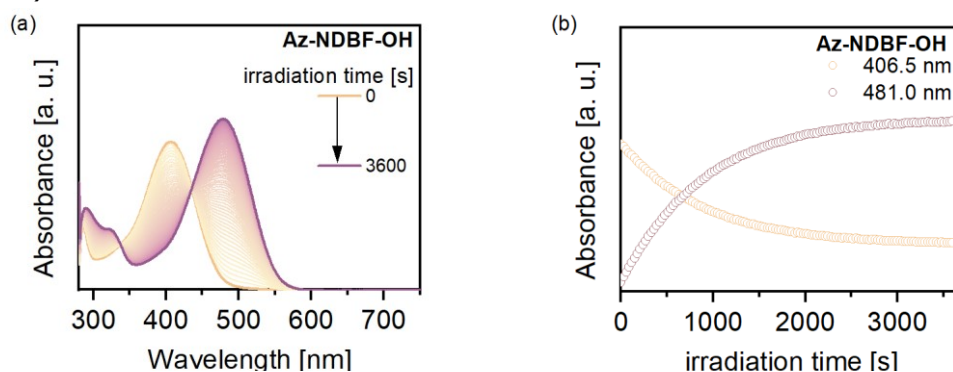 (a)
Az-NDBF-OH
irradiation time [s]
0
3600
Absorbance [a. u.]
300 400 500 600 700
Wavelength [nm]
(b)
Az-NDBF-OH
406.5 nm
481.0 nm
Absorbance [a. u.]
0 1000 2000 3000
irradiation time [s]